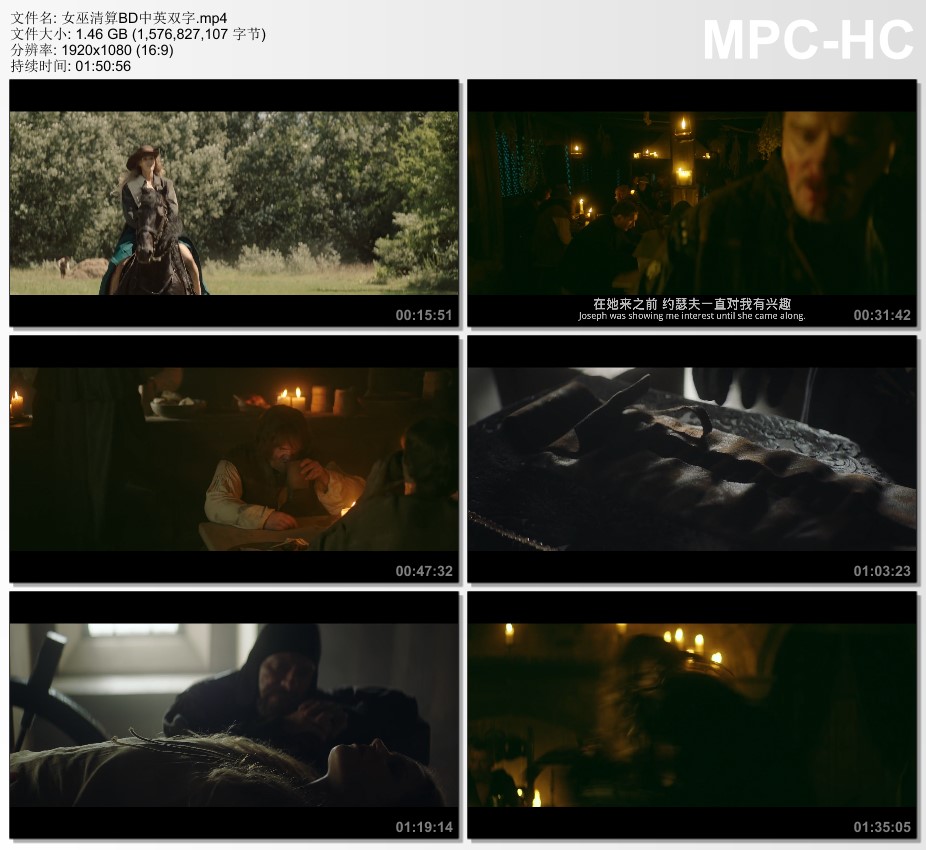 文件名: 女巫清算BD中英双字.mp4
MPC-HC
文件大小: 1.46 GB (1,576,827,107 字节)
分辨率: 1920x1080 (16:9)
持续时间: 01:50:56
00:15:51
在她来之前 约瑟夫一直对我有兴趣
Joseph was showing me interest until she came along.
00:31:42
00:47:32
01:03:23
01:19:14
01:35:05